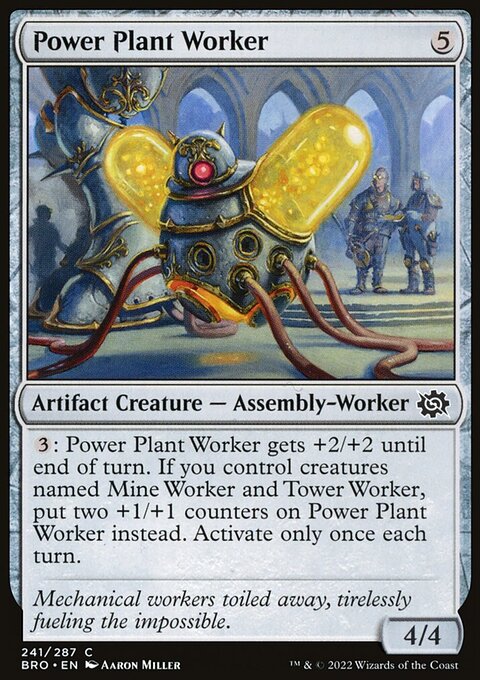 Power Plant Worker 5
Artifact Creature — Assembly-Worker
3: Power Plant Worker gets +2/+2 until
end of turn. If you control creatures
named Mine Worker and Tower Worker,
put two +1/+1 counters on Power Plant
Worker instead. Activate only once each
turn.
Mechanical workers toiled away, tirelessly
fueling the impossible.
4/4
241/287 C
BRO • EN Aaron Miller
™ & © 2022 Wizards of the Coast